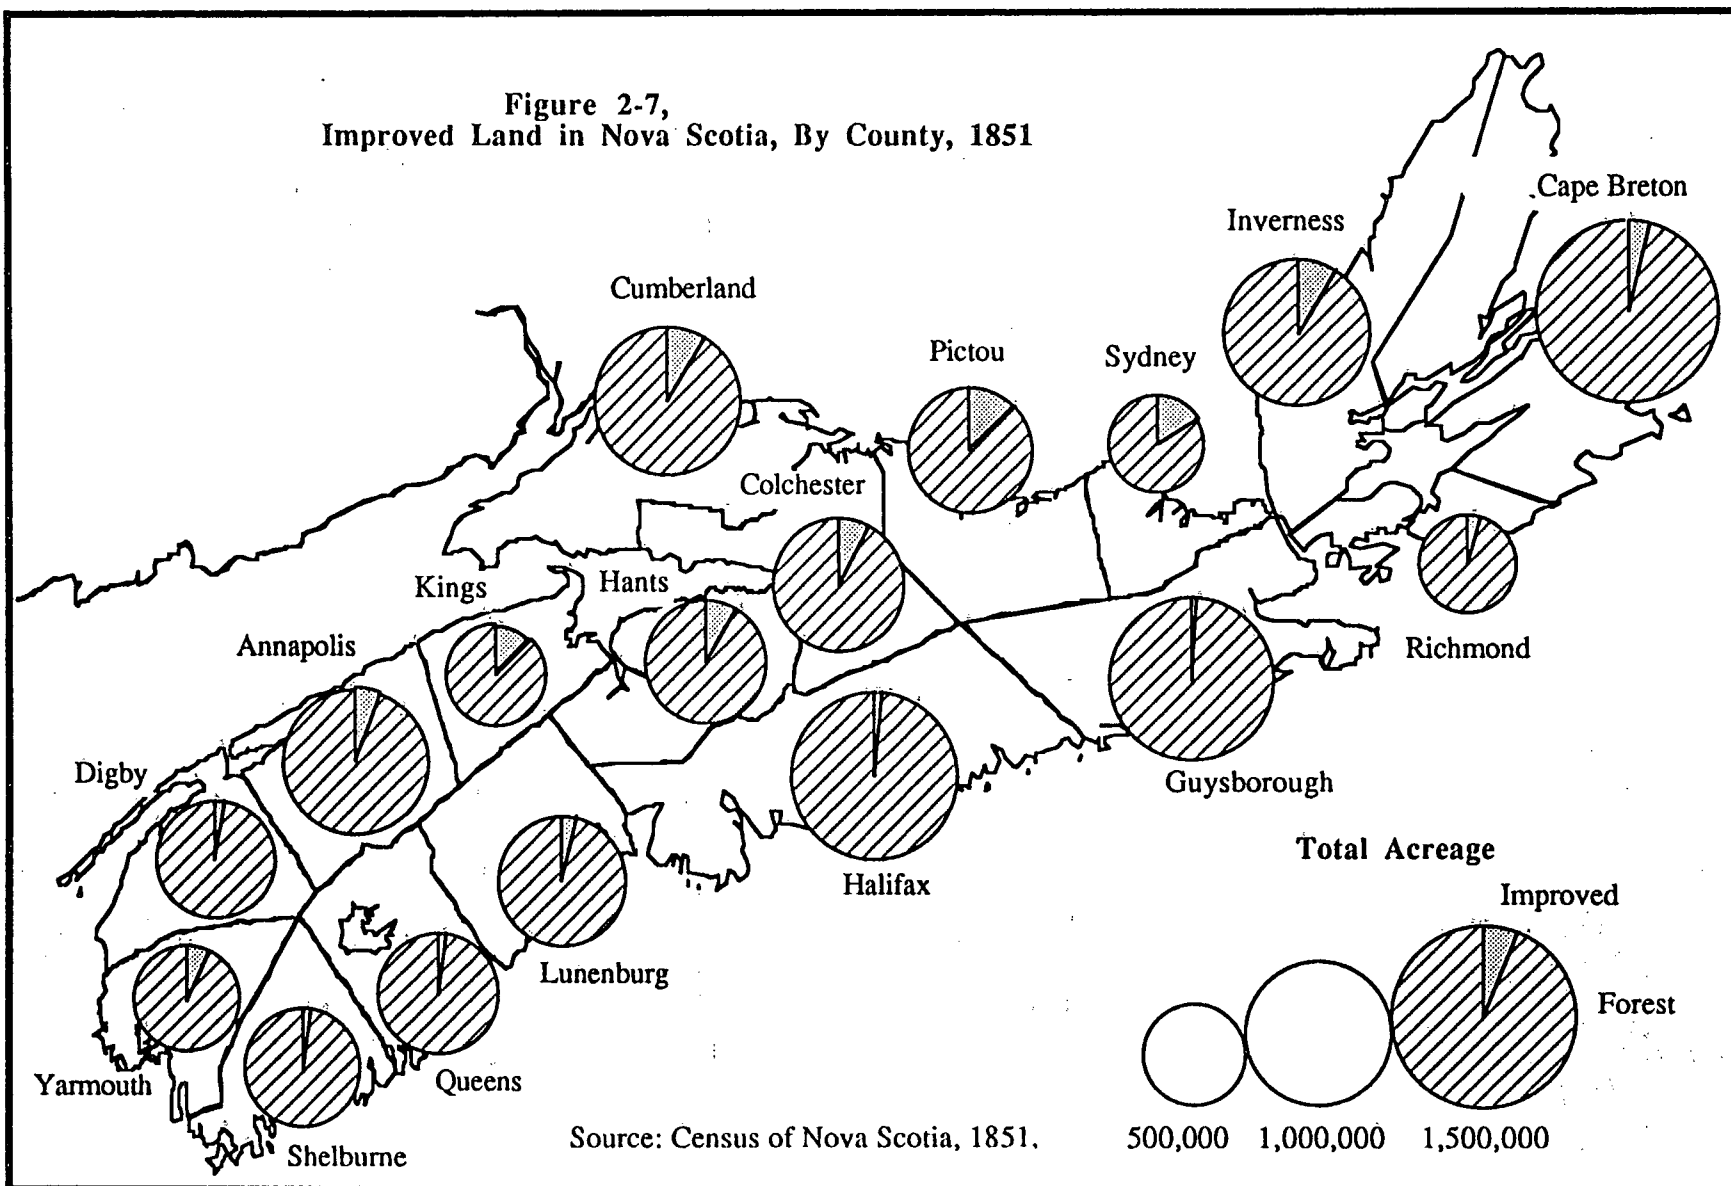 Figure 2-7,
Improved Land in Nova Scotia, By County, 1851
Cape Breton
Inverness
Cumberland
Pictou
Sydney
Colchester
Kings
Hants
Annapolis
Richmond
Digby
Guysborough
Halifax
Lunenburg
Yarmouth
Queens
Shelburne
Total Acreage
Improved
Forest
500,000 1,000,000 1,500,000
Source: Census of Nova Scotia, 1851.